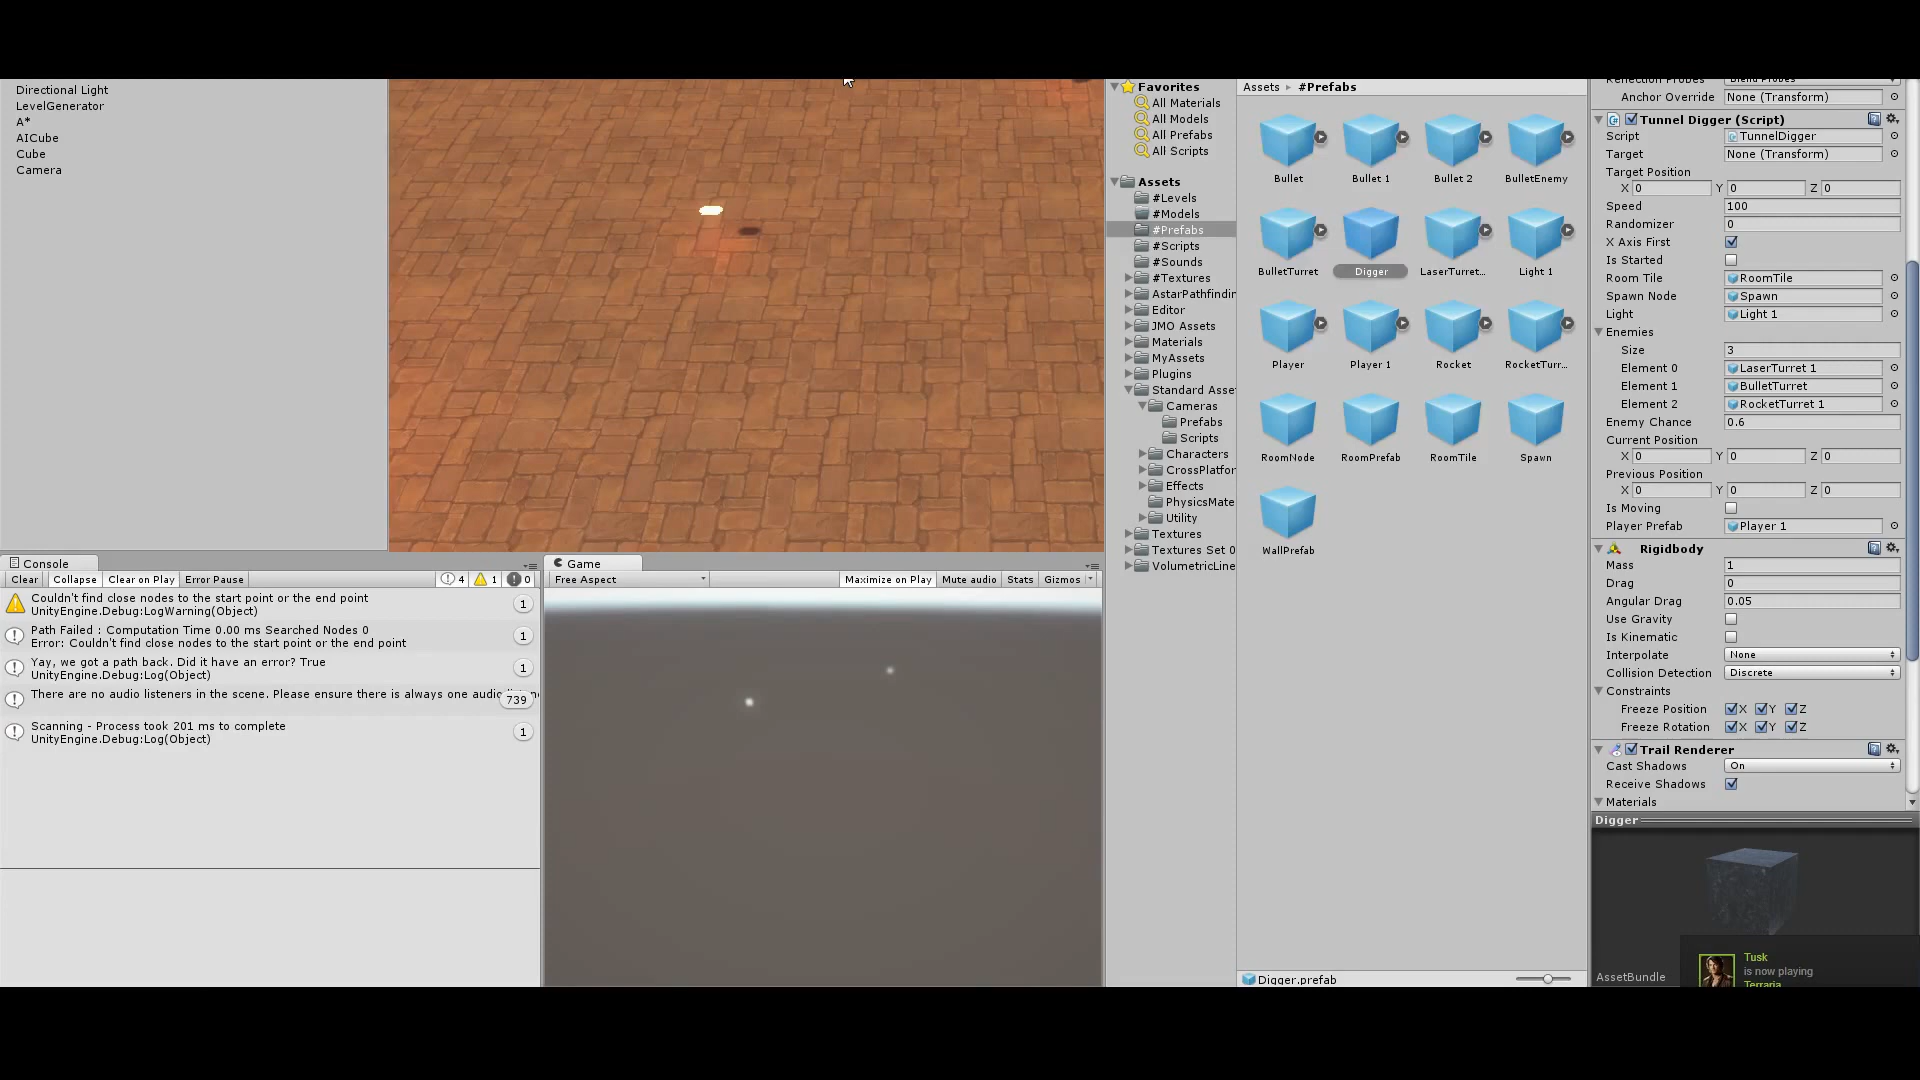 Directional Light
LevelGenerator
A*
AICube
Cube
Camera
Console
Clear Collapse Clear on Play Error Pause 4 1 0
Couldn't find close nodes to the start point or the end point
UnityEngine.Debug:LogWarning(Object)
1
Path Failed : Computation Time 0.00 ms Searched Nodes 0
Error: Couldn't find close nodes to the start point or the end point
1
Yay, we got a path back. Did it have an error? True
UnityEngine.Debug:Log(Object)
1
There are no audio listeners in the scene. Please ensure there is always one audio
739
Scanning - Process took 201 ms to complete
UnityEngine.Debug:Log(Object)
1
Game
Free Aspect Maximize on Play Mute audio Stats Gizmos
Favorites
All Materials
All Models
All Prefabs
All Scripts
Assets
#Levels
#Models
#Prefabs
#Scripts
#Sounds
#Textures
AstarPathfindin
Editor
JMO Assets
Materials
MyAssets
Plugins
Standard Asse
Cameras
Prefabs
Scripts
Characters
CrossPlatfor
Effects
PhysicsMate
Utility
Textures
Textures Set 0
VolumetricLine
Assets #Prefabs
Bullet Bullet 1 Bullet 2 BulletEnemy
BulletTurret Digger LaserTurret... Light 1
Player Player 1 Rocket RocketTurr...
RoomNode RoomPrefab RoomTile Spawn
WallPrefab
Digger.prefab
Reflection Probes Blend Probes
Anchor Override None (Transform)
Tunnel Digger (Script)
Script TunnelDigger
Target None (Transform)
Target Position
X 0 Y 0 Z 0
Speed 100
Randomizer 0
X Axis First
Is Started
Room Tile RoomTile
Spawn Node Spawn
Light Light 1
Enemies
Size 3
Element 0 LaserTurret 1
Element 1 BulletTurret
Element 2 RocketTurret 1
Enemy Chance 0.6
Current Position
X 0 Y 0 Z 0
Previous Position
X 0 Y 0 Z 0
Is Moving
Player Prefab Player 1
Rigidbody
Mass 1
Drag 0
Angular Drag 0.05
Use Gravity
Is Kinematic
Interpolate None
Collision Detection Discrete
Constraints
Freeze Position X Y Z
Freeze Rotation X Y Z
Trail Renderer
Cast Shadows On
Receive Shadows
Materials
Digger
AssetBundle
Tusk
is now playing
Terraria